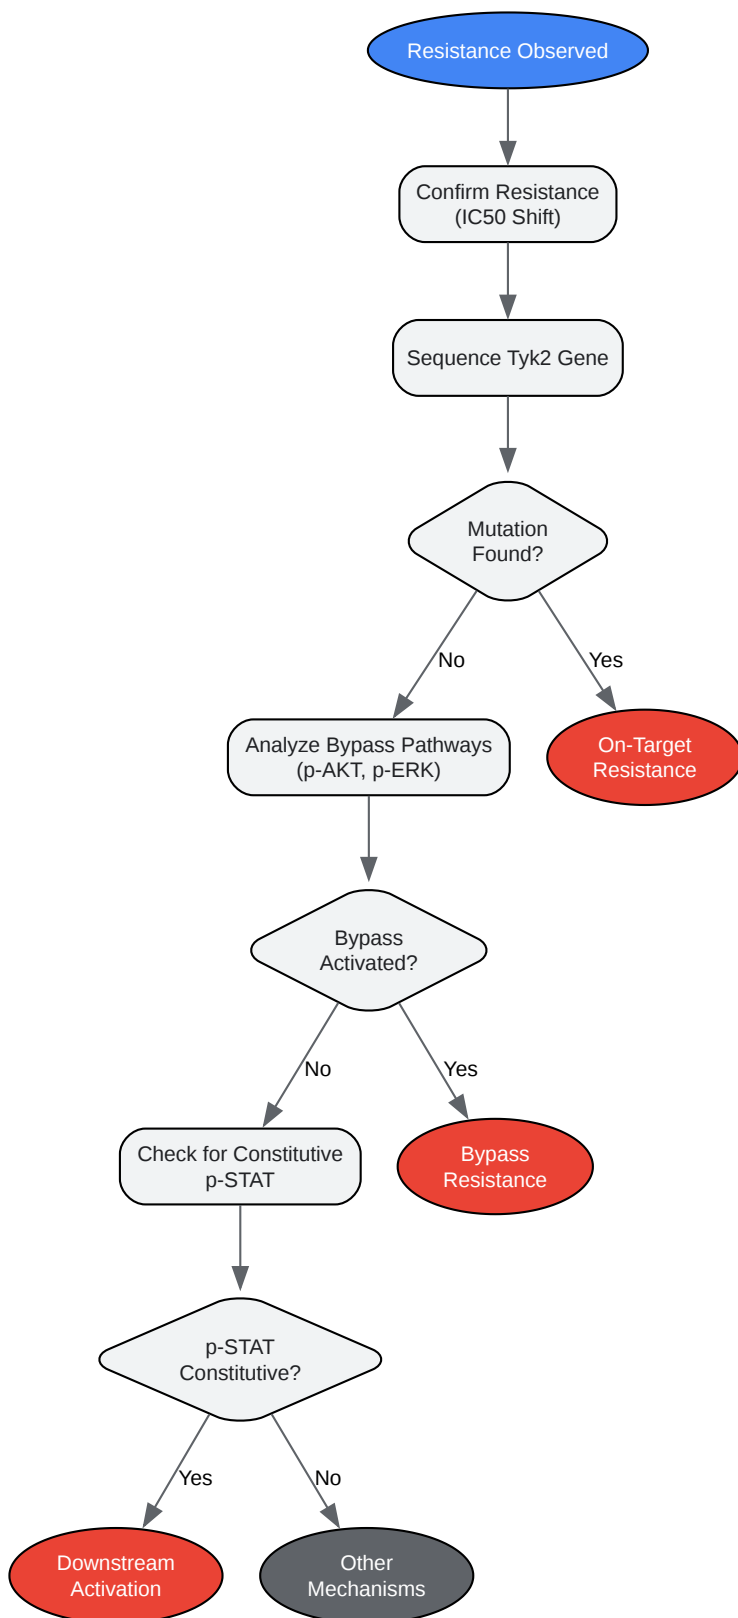 Resistance Observed
Confirm Resistance
(IC50 Shift)
Sequence Tyk2 Gene
Mutation
Found?
No
Yes
Analyze Bypass Pathways
(p-AKT, p-ERK)
On-Target
Resistance
Bypass
Activated?
No
Yes
Check for Constitutive
p-STAT
Bypass
Resistance
p-STAT
Constitutive?
Yes
No
Downstream
Activation
Other
Mechanisms